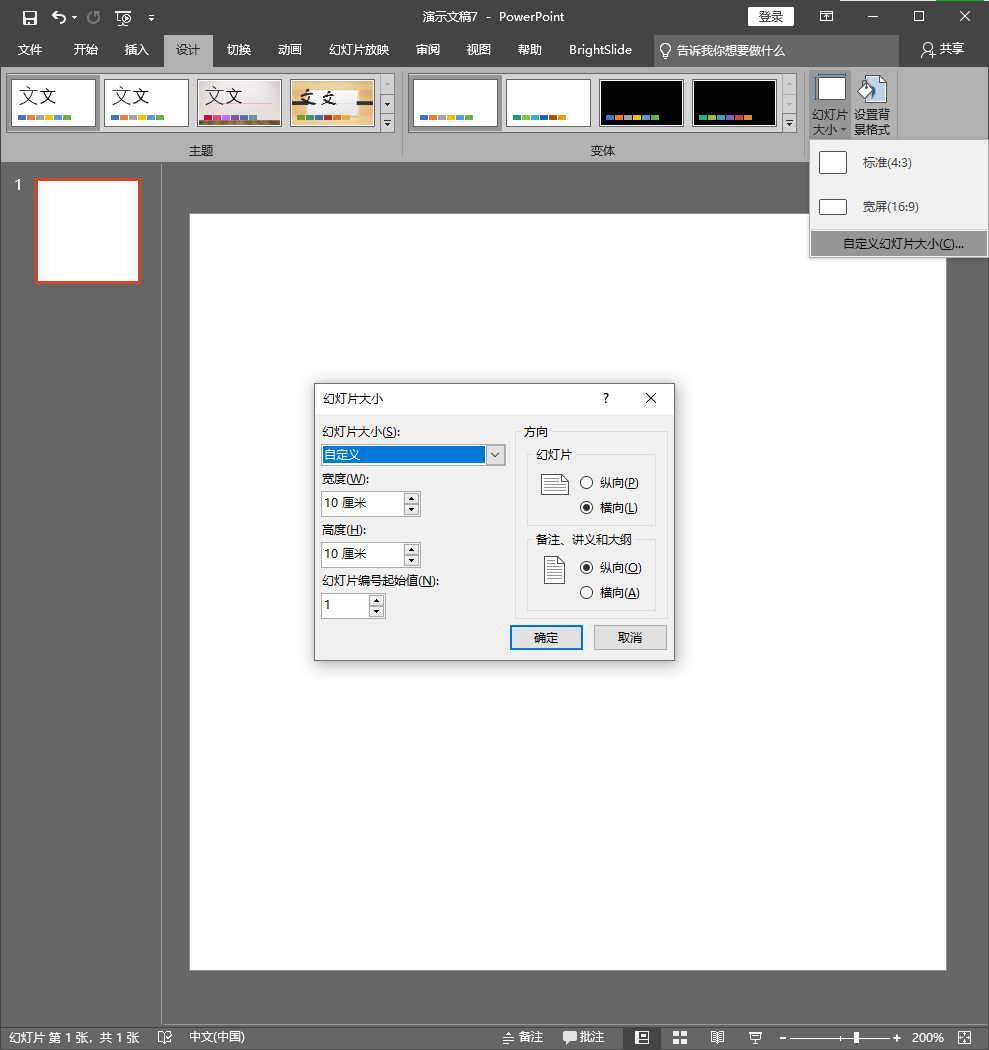 演示文稿7 - PowerPoint
登录
文件 开始 插入 设计 切换 动画 幻灯片放映 审阅 视图 帮助 BrightSlide 告诉我你想要做什么 共享
文文 文文 文文 文文
幻灯片大小 设置背景格式
主题 变体
标准(4:3)
宽屏(16:9)
自定义幻灯片大小(C)...
1
幻灯片大小 ?
幻灯片大小(S):
自定义
宽度(W):
10 厘米
高度(H):
10 厘米
幻灯片编号起始值(N):
1
方向
幻灯片
纵向(P)
横向(L)
备注、讲义和大纲
纵向(O)
横向(A)
确定 取消
幻灯片 第 1 张，共 1 张 中文(中国) 备注 批注 200%